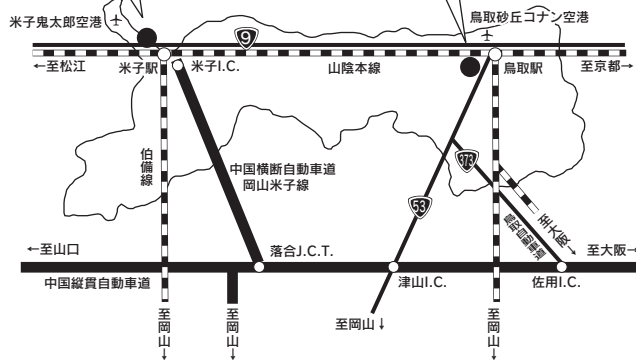 米子鬼太郎空港
鳥取砂丘コナン空港
9
←至松江
米子駅
米子I.C.
山陰本線
鳥取駅
至京都→
伯備線
中国横断自動車道
岡山米子線
373
53
鳥取自動車道
至大阪→
←至山口
落合J.C.T.
至大阪→
中国縦貫自動車道
津山I.C.
佐用I.C.
至岡山→
至岡山→
至岡山↓
至岡山→